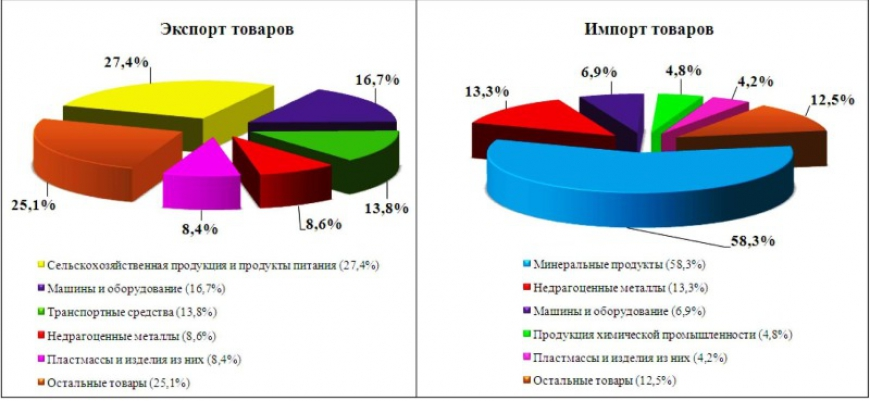 Экспорт товаров
27,4%
16,7%
25,1%
8,4%
8,6%
13,8%
Сельскохозяйственная продукция и продукты питания (27,4%)
Машины и оборудование (16,7%)
Транспортные средства (13,8%)
Недрагоценные металлы (8,6%)
Пластмассы и изделия из них (8,4%)
Остальные товары (25,1%)
Импорт товаров
13,3%
6,9%
4,8%
4,2%
12,5%
58,3%
Минеральные продукты (58,3%)
Недрагоценные металлы (13,3%)
Машины и оборудование (6,9%)
Продукция химической промышленности (4,8%)
Пластмассы и изделия из них (4,2%)
Остальные товары (12,5%)